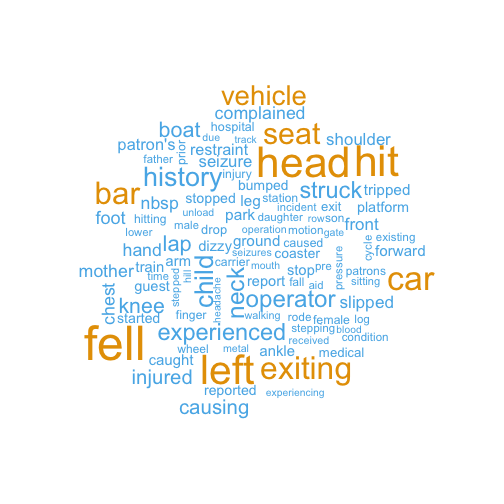 vehicle
complained
boat hospital due track seat
patron's prior restraint shoulder
father seizure head hit
history injury struck
bumped tripped
bar nbsp stopped leg station
unload incident exit platform
foot hitting park daughter row son front
male drop operation motion gate
lower hand lap dizzy ground caused existing
seizures coaster cycle forward
mother train arm carrier stop pre pressure
time hill child neck mouth report fall aid patrons car
guest stepped headache sitting
chest knee operator slipped
started finger walking rode female log
fell experienced stepping blood
received condition
wheel metal ankle medical
caught left exiting
injured
reported experiencing
causing